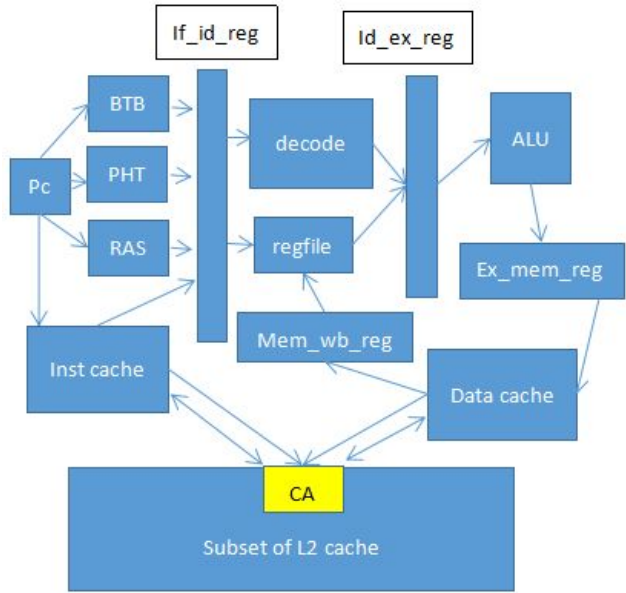 If_id_reg
Id_ex_reg
BTB
decode
ALU
Pc
PHT
RAS
regfile
Ex_mem_reg
Mem_wb_reg
Inst cache
Data cache
CA
Subset of L2 cache